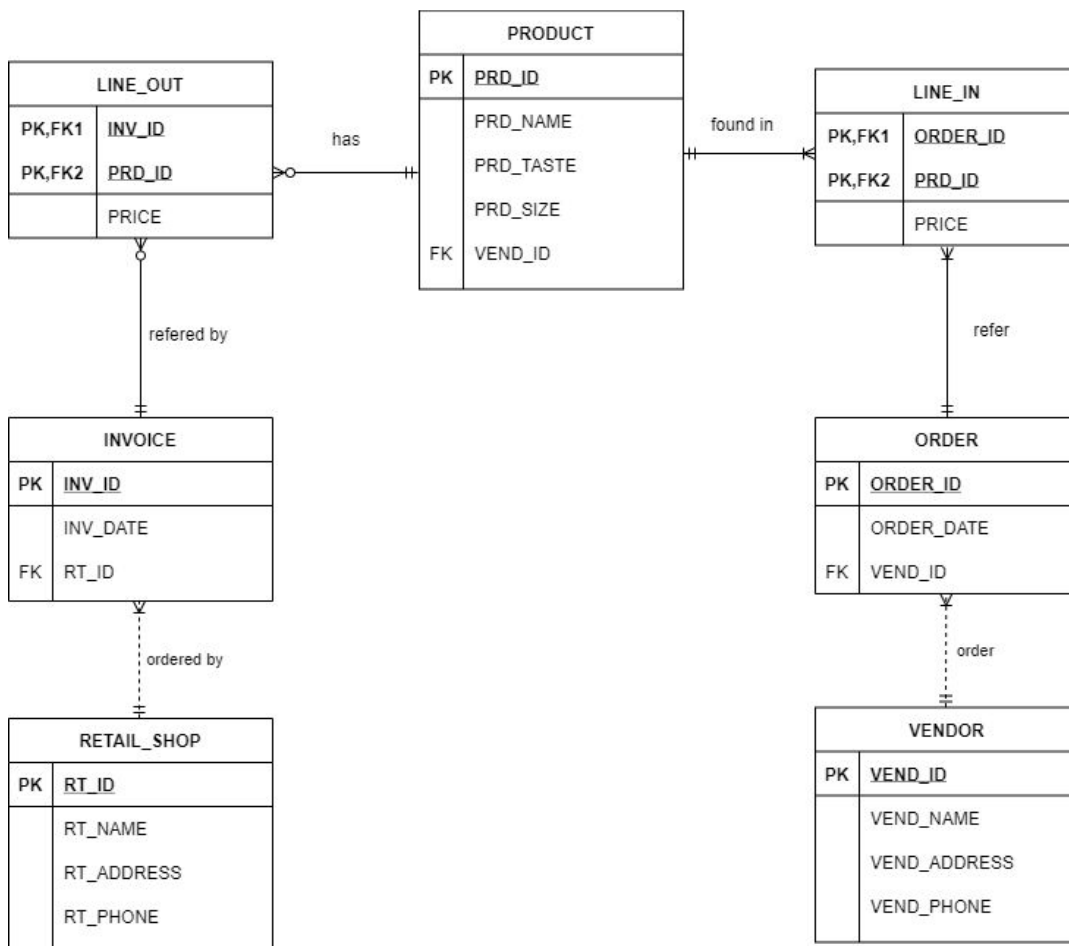 PRODUCT
PK PRD_ID
PRD_NAME
PRD_TASTE
PRD_SIZE
FK VEND_ID
LINE_OUT
PK,FK1 INV_ID
PK,FK2 PRD_ID
PRICE
has
found in
LINE_IN
PK,FK1 ORDER_ID
PK,FK2 PRD_ID
PRICE
refered by
refer
INVOICE
PK INV_ID
INV_DATE
FK RT_ID
ORDER
PK ORDER_ID
ORDER_DATE
FK VEND_ID
ordered by
order
RETAIL_SHOP
PK RT_ID
RT_NAME
RT_ADDRESS
RT_PHONE
VENDOR
PK VEND_ID
VEND_NAME
VEND_ADDRESS
VEND_PHONE